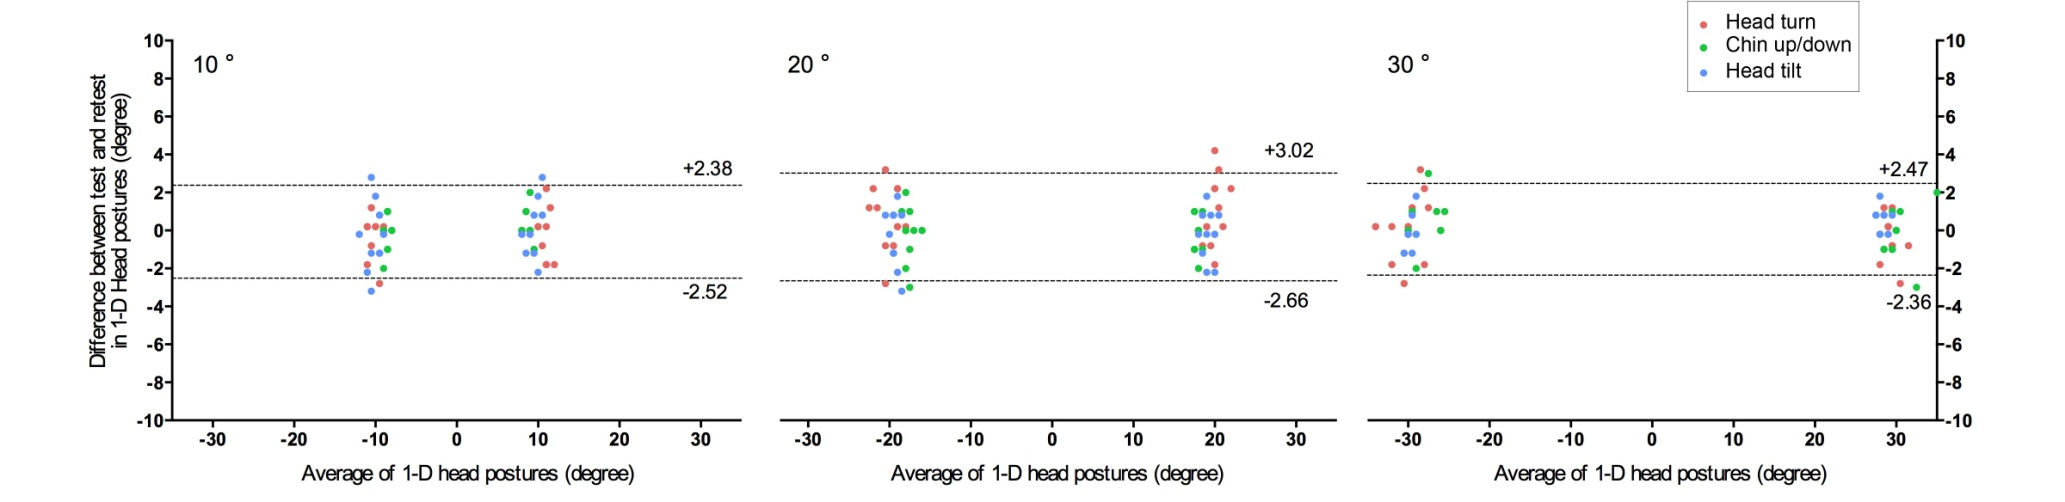 Head turn
Chin up/down
Head tilt
10 °
20 °
30 °
Difference between test and retest
in 1-D Head postures (degree)
10
8
6
4
2
0
-2
-4
-6
-8
-10
+2.38
-2.52
+3.02
-2.66
+2.47
-2.36
10
8
6
4
2
0
-2
-4
-6
-8
-10
-30 -20 -10 0 10 20 30
-30 -20 -10 0 10 20 30
-30 -20 -10 0 10 20 30
Average of 1-D head postures (degree)
Average of 1-D head postures (degree)
Average of 1-D head postures (degree)